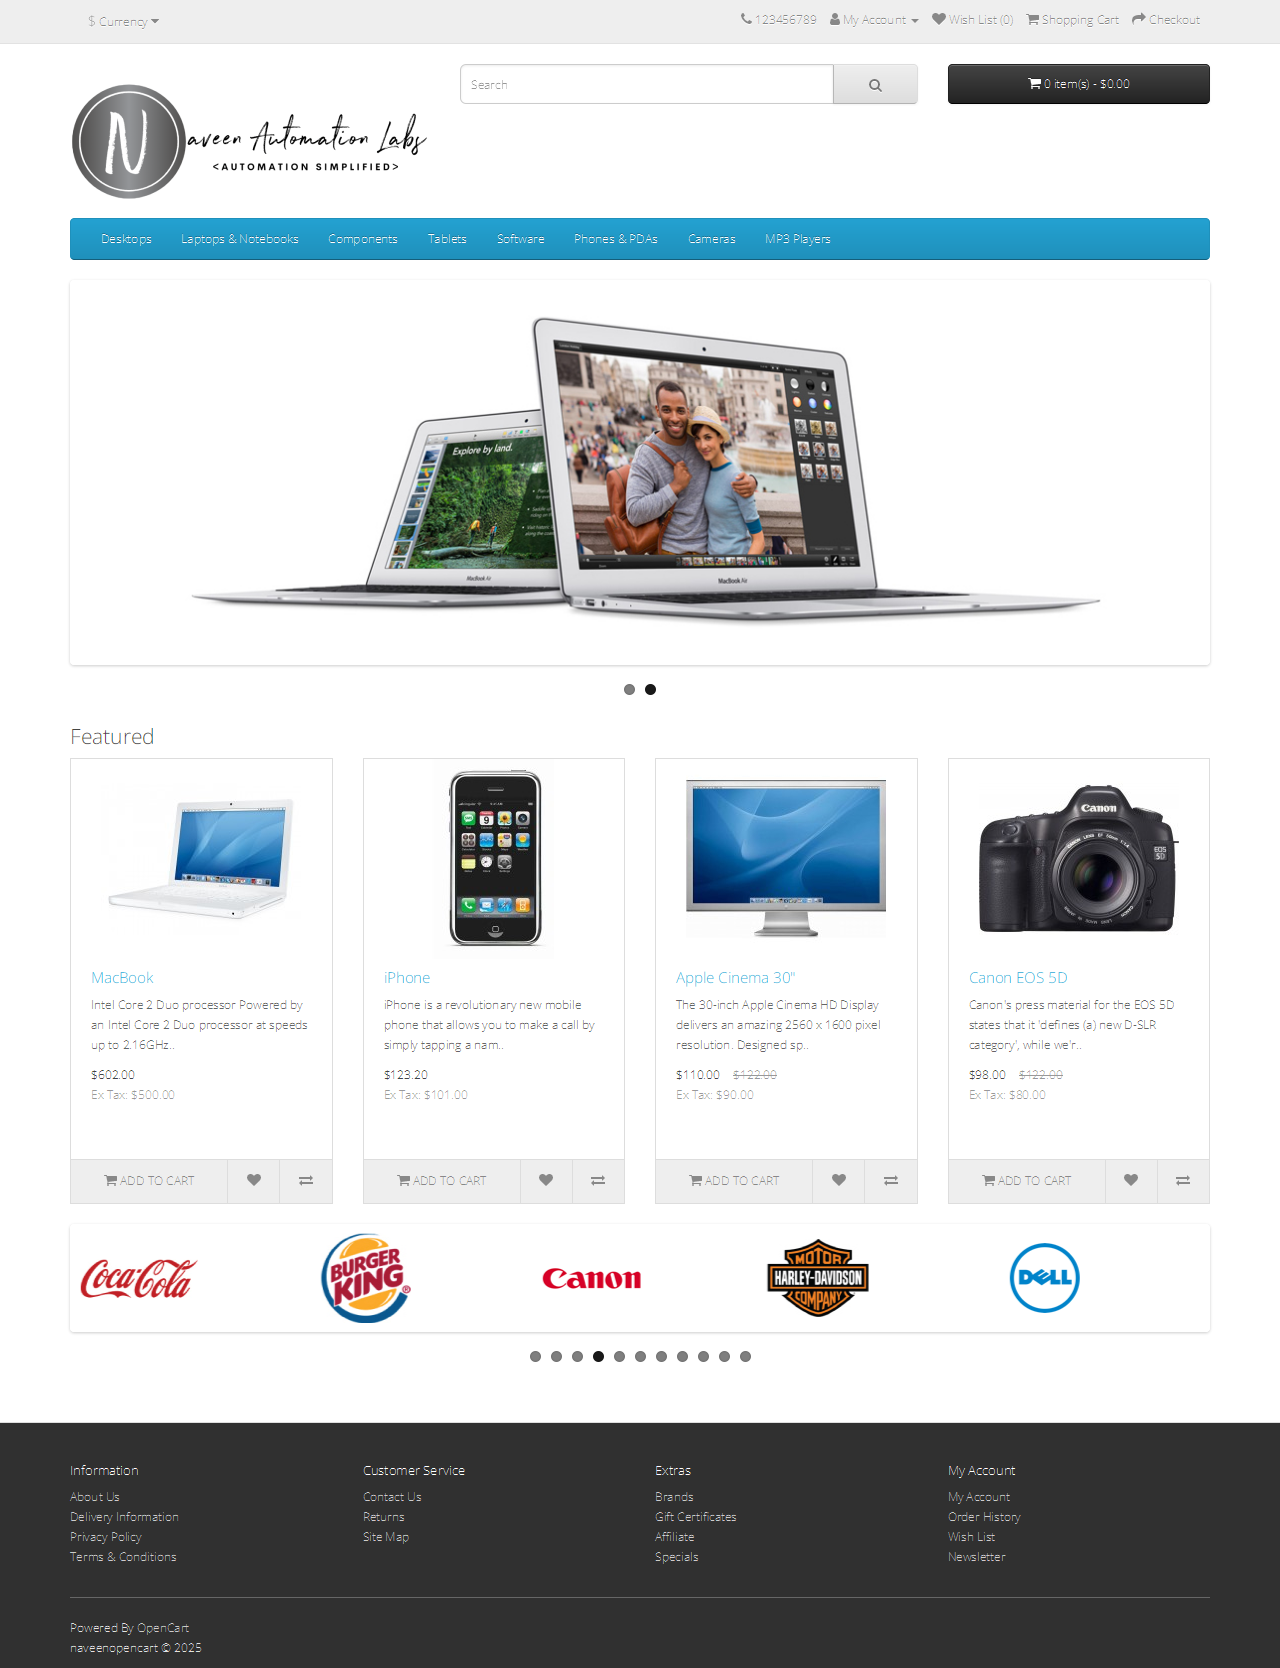 $ Currency
123456789 My Account Wish List (0) Shopping Cart Checkout
Search
0 item(s) - $0.00
N
aveen Automation Labs
<AUTOMATION SIMPLIFIED>
Desktops Laptops & Notebooks Components Tablets Software Phones & PDAs Cameras MP3 Players
Explore by land.
MacBook Air
MacBook Air
Featured
Canon
EOS
5D
MacBook
Intel Core 2 Duo processor Powered by
an Intel Core 2 Duo processor at speeds
up to 2.16GHz..
$602.00
Ex Tax: $500.00
ADD TO CART
iPhone
iPhone is a revolutionary new mobile
phone that allows you to make a call by
simply tapping a nam..
$123.20
Ex Tax: $101.00
ADD TO CART
Apple Cinema 30"
The 30-inch Apple Cinema HD Display
delivers an amazing 2560 x 1600 pixel
resolution. Designed sp..
$110.00 $122.00
Ex Tax: $90.00
ADD TO CART
Canon EOS 5D
Canon's press material for the EOS 5D
states that it 'defines (a) new D-SLR
category', while we'r..
$98.00 $122.00
Ex Tax: $80.00
ADD TO CART
Coca-Cola
BURGER
KING
Canon
MOTOR
HARLEY-DAVIDSON
COMPANY
DELL
Information
About Us
Delivery Information
Privacy Policy
Terms & Conditions
Customer Service
Contact Us
Returns
Site Map
Extras
Brands
Gift Certificates
Affiliate
Specials
My Account
My Account
Order History
Wish List
Newsletter
Powered By OpenCart
naveenopencart © 2025